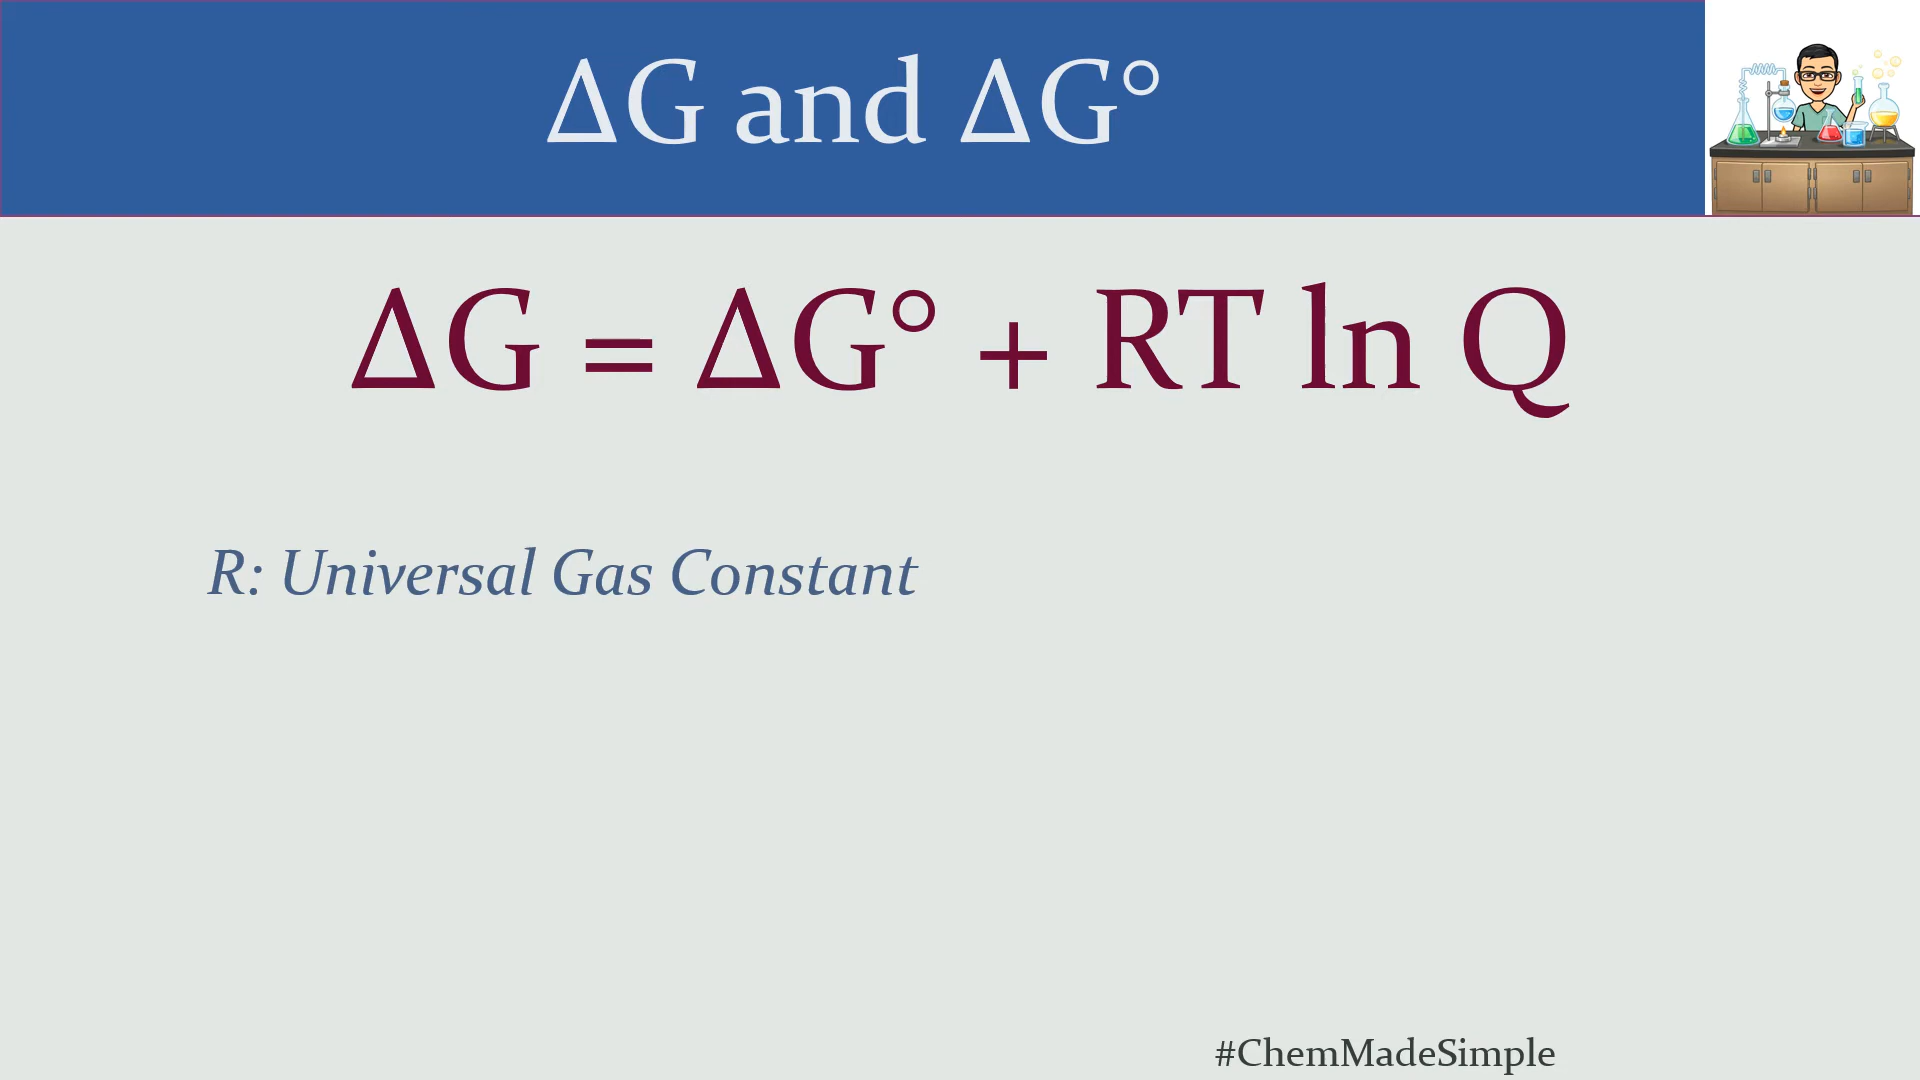 ΔG and ΔG°
ΔG = ΔG° + RT ln Q
R: Universal Gas Constant
#ChemMadeSimple